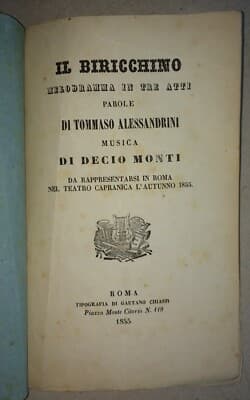 IL BIRICCHINO
MELODRAMMA IN TRE ATTI
PAROLE
DI TOMMASO ALESSANDRINI
MUSICA
DI DECIO MONTI
DA RAPPRESENTARSI IN ROMA
NEL TEATRO CAPRANICA L'AUTUNNO 1855.
ROMA
TIPOGRAFIA DI GAETANO CHIASSI
Piazza Monte Citorio N. 119
1855.